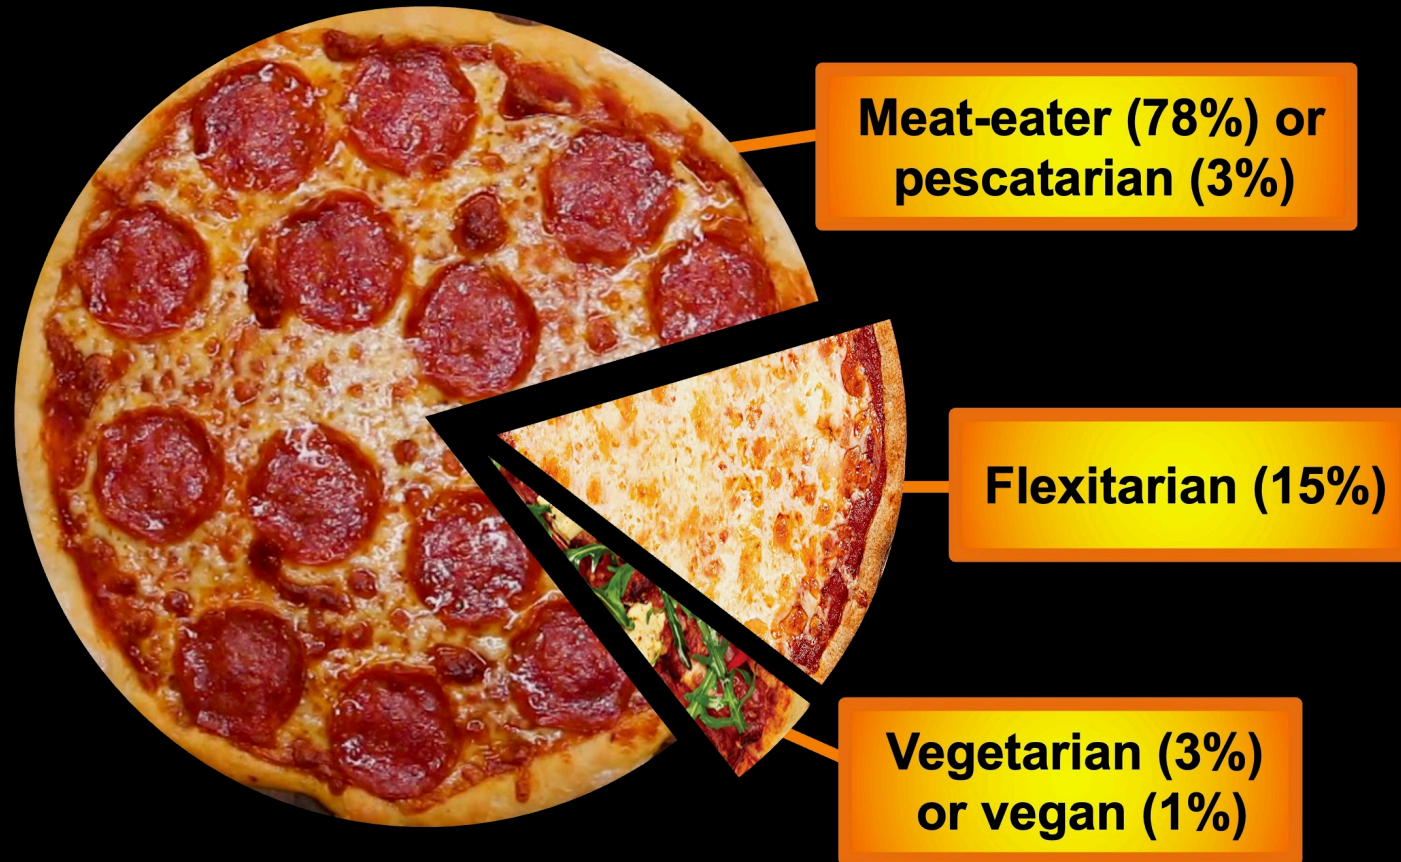 Meat-eater (78%) or
pescatarian (3%)
Flexitarian (15%)
Vegetarian (3%)
or vegan (1%)